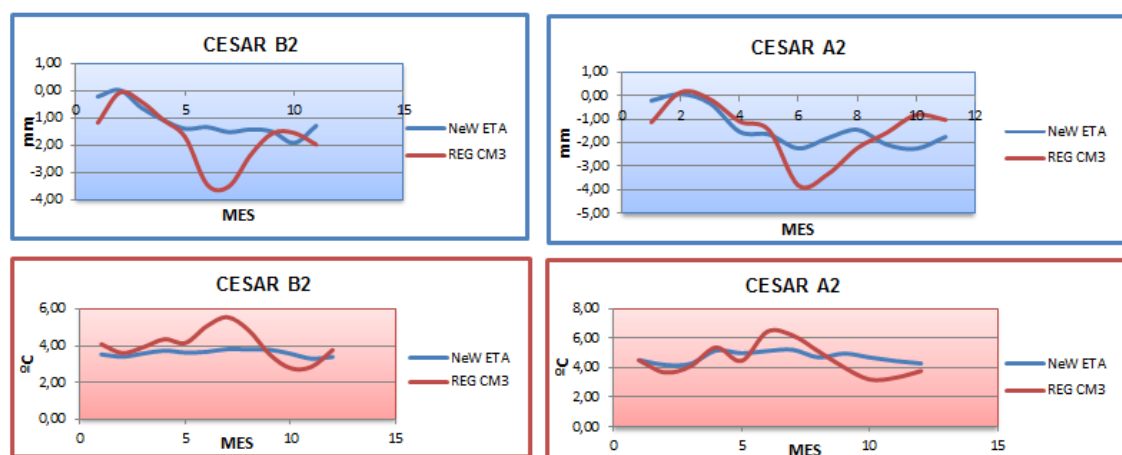 CESAR B2
1,00
0,00
-1,00
-2,00
-3,00
-4,00
mm
0 5 10 15
MES
NeW ETA
REG CM3
CESAR A2
1,00
0,00
-1,00
-2,00
-3,00
-4,00
-5,00
mm
0 2 4 6 8 10 12
MES
NeW ETA
REG CM3
CESAR B2
6,00
4,00
2,00
0,00
ºC
0 5 10 15
MES
NeW ETA
REG CM3
CESAR A2
8,00
6,00
4,00
2,00
0,00
ºC
0 5 10 15
MES
NeW ETA
REG CM3